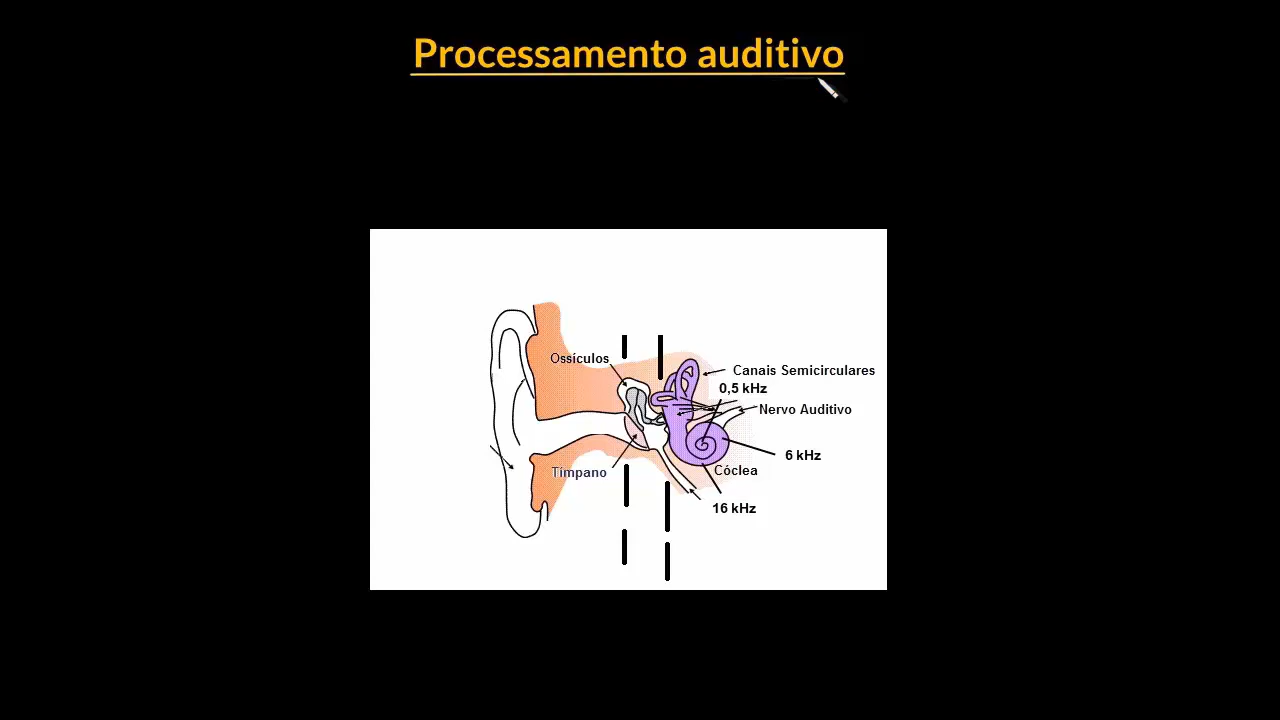 Processamento auditivo
Ossículos
Canais Semicirculares
0,5 kHz
Nervo Auditivo
6 kHz
Tímpano
Cóclea
16 kHz